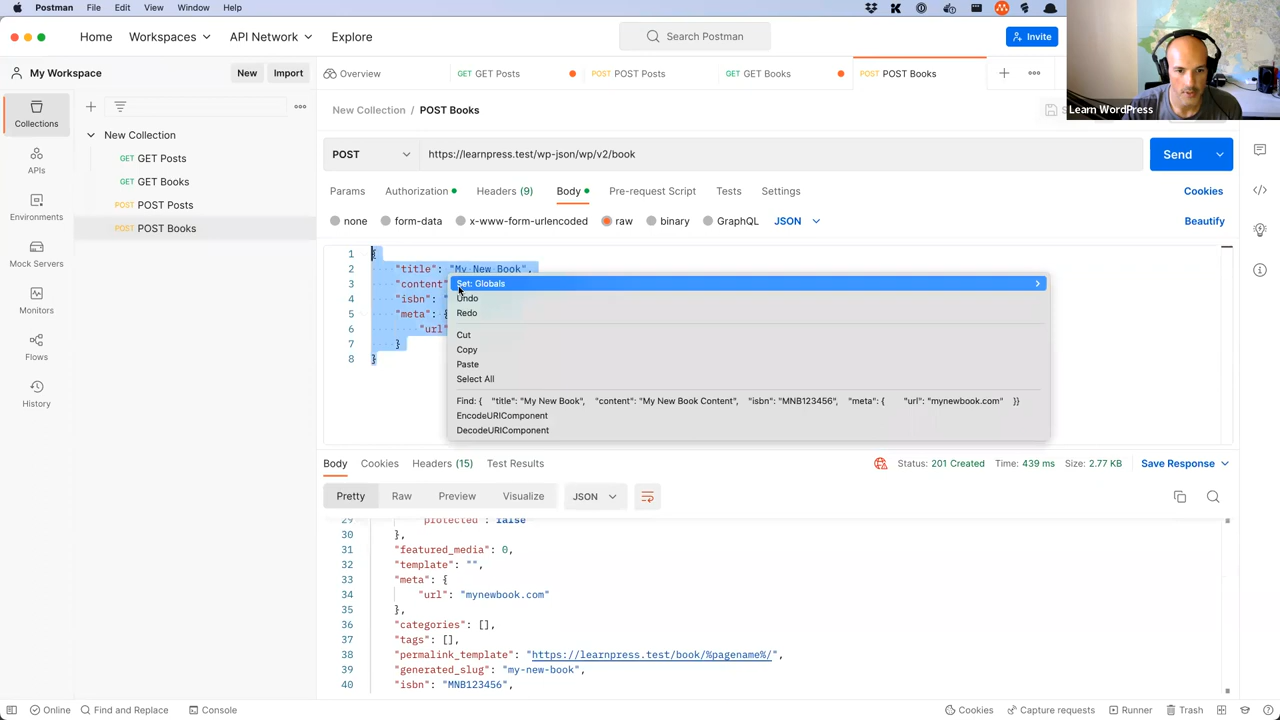 Postman File Edit View Window Help
Home Workspaces API Network Explore Search Postman Invite
My Workspace New Import Overview GET Posts POST Posts GET Books POST Books
Learn WordPress
Collections
APIs
Environments
Mock Servers
Monitors
Flows
History
New Collection
GET Posts
GET Books
POST Posts
POST Books
New Collection / POST Books
POST https://learnpress.test/wp-json/wp/v2/book Send
Params Authorization Headers (9) Body Pre-request Script Tests Settings Cookies
none form-data x-www-form-urlencoded raw binary GraphQL JSON Beautify
1 {
2 "title": "My New Book",
3 "content"
4 "isbn": "
5 "meta": {
6 "url"
7 }
8 }
Set: Globals
Undo
Redo
Cut
Copy
Paste
Select All
Find: { "title": "My New Book", "content": "My New Book Content", "isbn": "MNB123456", "meta": { "url": "mynewbook.com" }}
EncodeURIComponent
DecodeURIComponent
Body Cookies Headers (15) Test Results Status: 201 Created Time: 439 ms Size: 2.77 KB Save Response
Pretty Raw Preview Visualize JSON
29 "protected": false
30 },
31 "featured_media": 0,
32 "template": "",
33 "meta": {
34 "url": "mynewbook.com"
35 },
36 "categories": [],
37 "tags": [],
38 "permalink_template": "https://learnpress.test/book/%pagename%/",
39 "generated_slug": "my-new-book",
40 "isbn": "MNB123456",
Online Find and Replace Console Cookies Capture requests Runner Trash